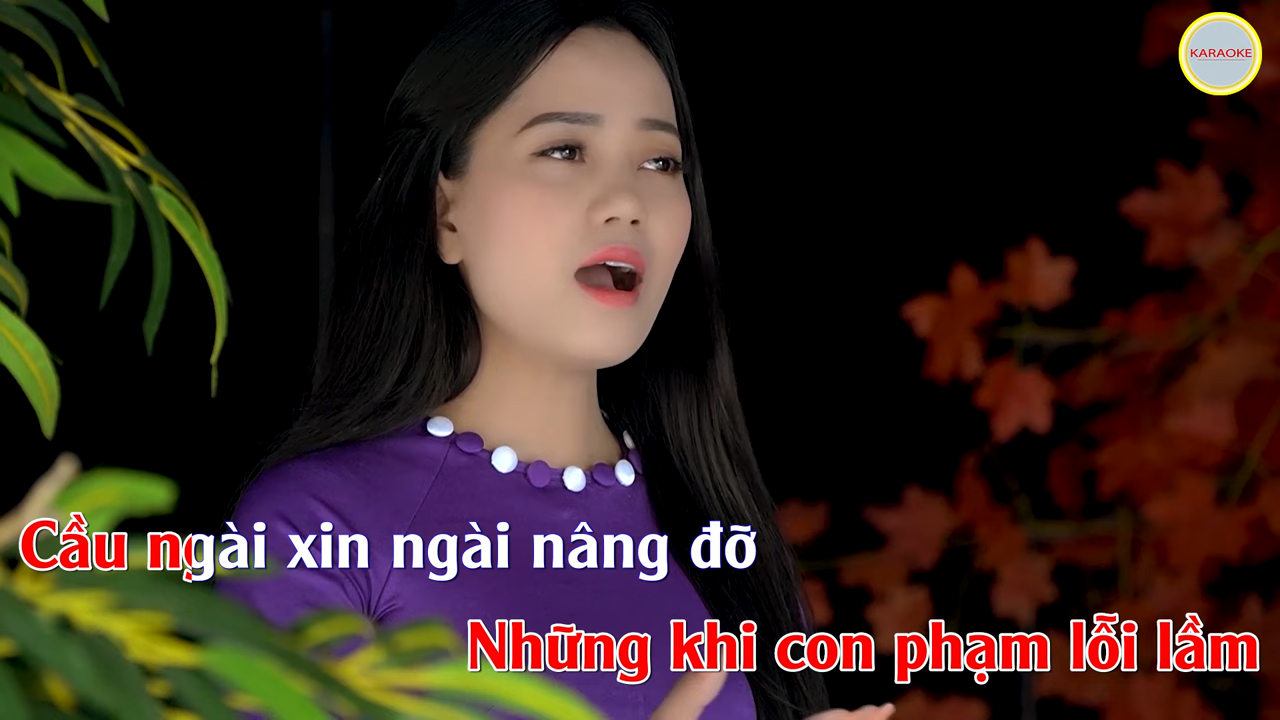 KARAOKE
Cầu ngài xin ngài nâng đỡ
Những khi con phạm lỗi lầm